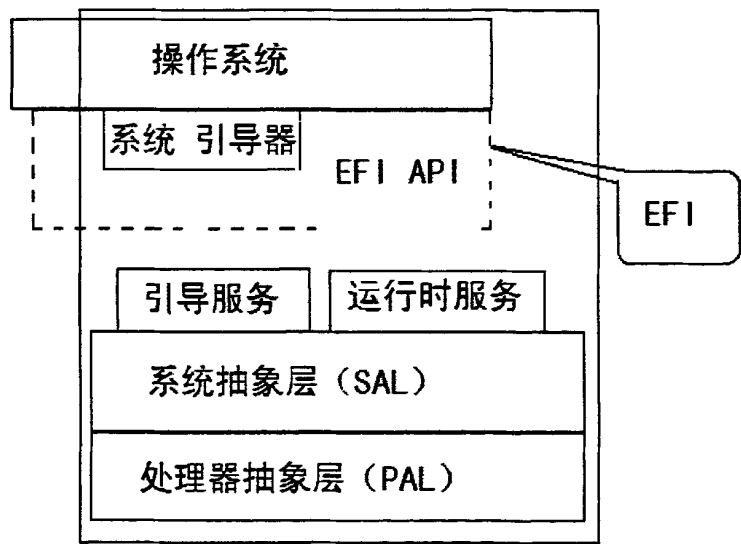 操作系统
系统 引导器
EFI API
EFI
引导服务
运行时服务
系统抽象层（SAL）
处理器抽象层（PAL）